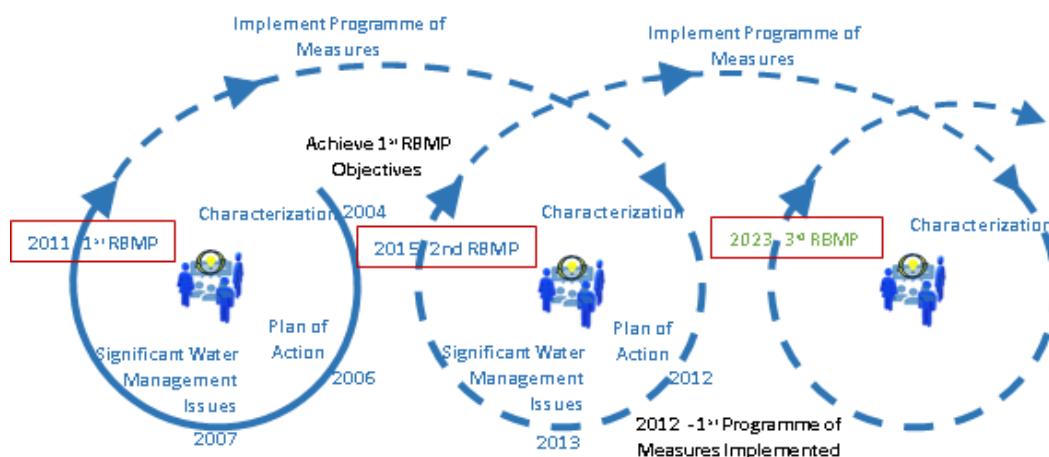 Implement Programme of
Measures
Implement Programme of
Measures
Achieve 1st RBMP
Objectives
Characterization
2004
Characterization
Characterization
2011 1st RBMP
2015 2nd RBMP
2023 3rd RBMP
Plan of
Action
2006
Significant Water
Management
Issues
2007
Plan of
Action
2012
Significant Water
Management
Issues
2013
2012 - 1st Programme of
Measures Implemented